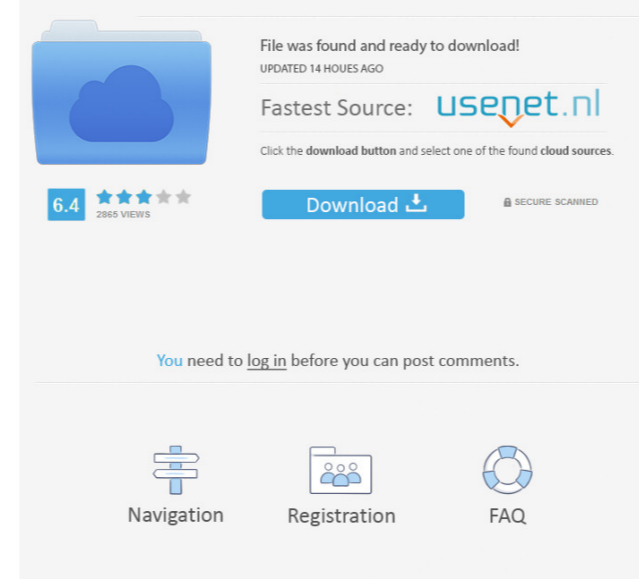 File was found and ready to download!
UPDATED 14 HOUES AGO
Fastest Source: usenet.nl
Click the download button and select one of the found cloud sources.
6.4
2865 VIEWS
Download
SECURE SCANNED
You need to log in before you can post comments.
Navigation
Registration
FAQ